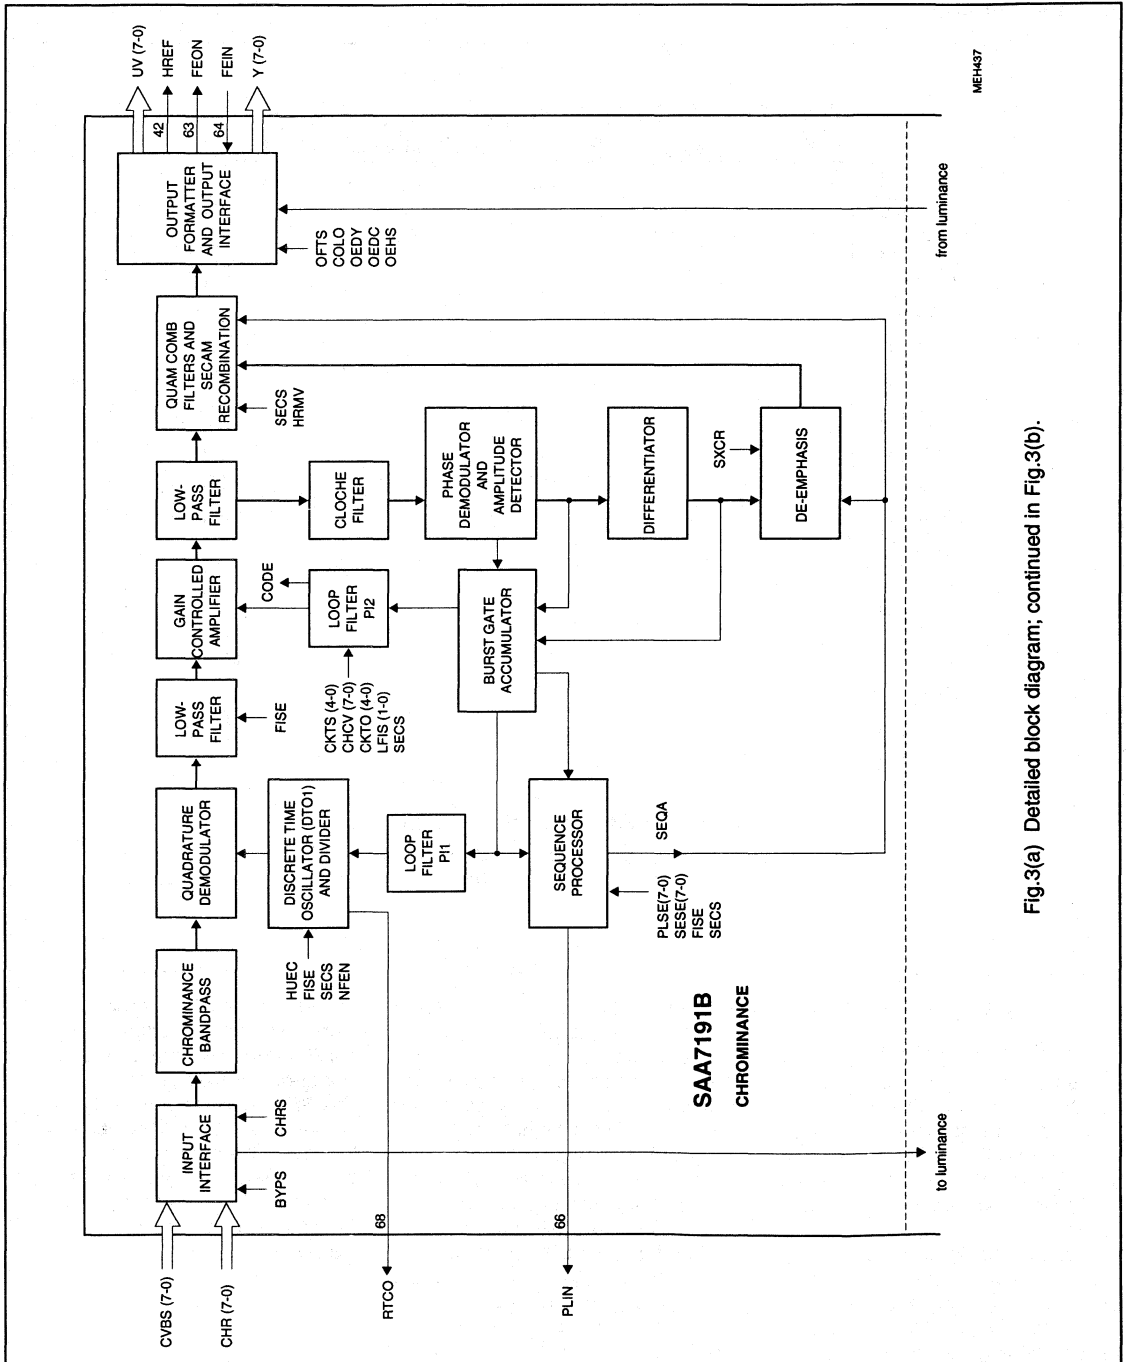 CVBS (7-0)
CHR (7-0)
INPUT
INTERFACE
BYPS
CHRS
CHROMINANCE
BANDPASS
QUADRATURE
DEMODULATOR
LOW-
PASS
FILTER
FISE
GAIN
CONTROLLED
AMPLIFIER
LOW-
PASS
FILTER
QUAM COMB
FILTERS AND
SECAM
RECOMBINATION
SECS
HRMV
OUTPUT
FORMATTER
AND OUTPUT
INTERFACE
OFTS
COLO
OEDY
OEDC
OEHS
UV (7-0)
42
HREF
63
FEON
64
FEIN
Y (7-0)
HUEC
FISE
SECS
NFEN
DISCRETE TIME
OSCILLATOR (DTO1)
AND DIVIDER
CKTS (4-0)
CHCV (7-0)
CKTO (4-0)
LFIS (1-0)
SECS
LOOP
FILTER
PI2
CODE
CLOCHE
FILTER
68
RTCO
LOOP
FILTER
PI1
BURST GATE
ACCUMULATOR
PHASE
DEMODULATOR
AND
AMPLITUDE
DETECTOR
66
PLIN
SEQUENCE
PROCESSOR
PLSE(7-0)
SESE(7-0)
FISE
SECS
SEQA
DIFFERENTIATOR
SXCR
DE-EMPHASIS
SAA7191B
CHROMINANCE
to luminance
from luminance
MEH437
Fig.3(a) Detailed block diagram; continued in Fig.3(b).